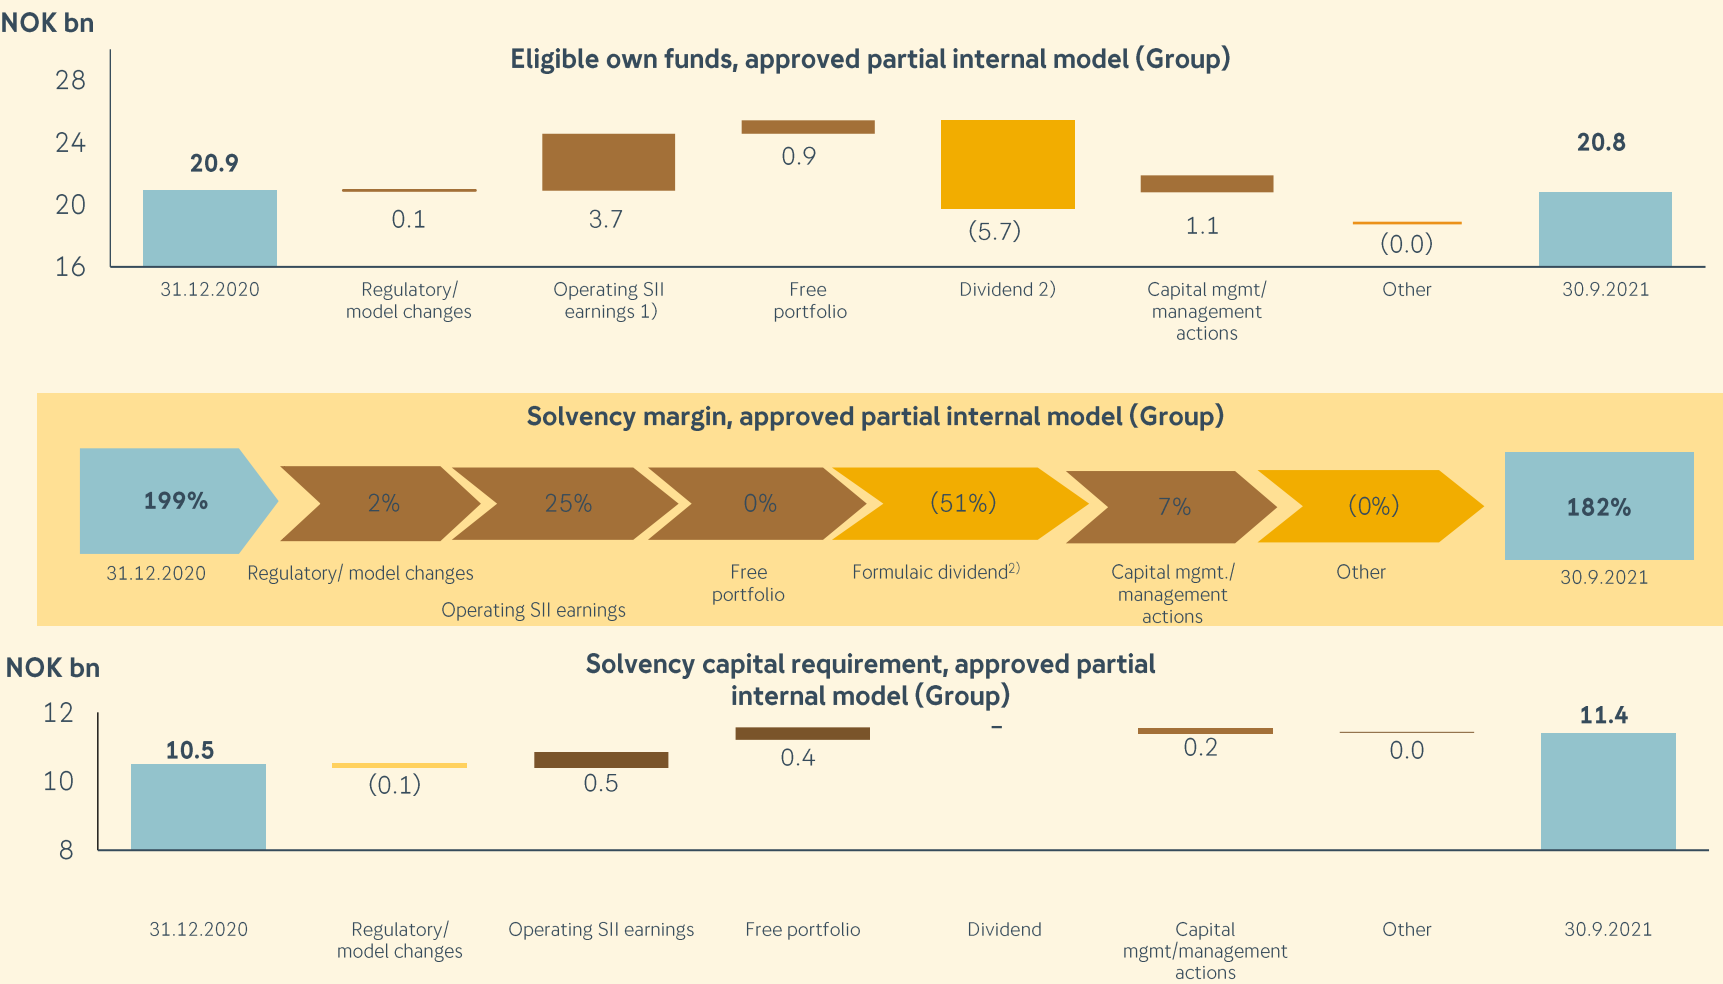 NOK bn
Eligible own funds, approved partial internal model (Group)
28
24
20
16
20.9
0.1
3.7
0.9
(5.7)
1.1
(0.0)
20.8
31.12.2020
Regulatory/
model changes
Operating SII
earnings 1)
Free
portfolio
Dividend 2)
Capital mgmt/
management
actions
Other
30.9.2021
Solvency margin, approved partial internal model (Group)
199%
2%
25%
0%
(51%)
7%
(0%)
182%
31.12.2020
Regulatory/ model changes
Operating SII earnings
Free
portfolio
Formulaic dividend2)
Capital mgmt./
management
actions
Other
30.9.2021
NOK bn
Solvency capital requirement, approved partial
internal model (Group)
12
10
8
10.5
(0.1)
0.5
0.4
–
0.2
0.0
11.4
31.12.2020
Regulatory/
model changes
Operating SII earnings
Free portfolio
Dividend
Capital
mgmt/management
actions
Other
30.9.2021